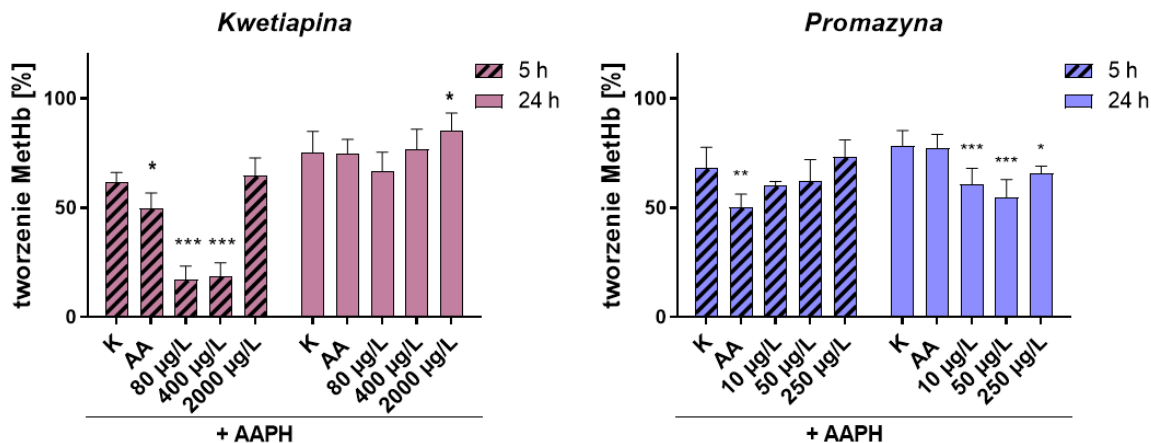 Kwetiapina
tworzenie MetHb [%]
100
50
0
5 h
24 h
*
***
***
*
K
AA
80 µg/L
400 µg/L
2000 µg/L
K
AA
80 µg/L
400 µg/L
2000 µg/L
+ AAPH
Promazyna
tworzenie MetHb [%]
100
50
0
5 h
24 h
**
***
***
*
K
AA
10 µg/L
50 µg/L
250 µg/L
K
AA
10 µg/L
50 µg/L
250 µg/L
+ AAPH